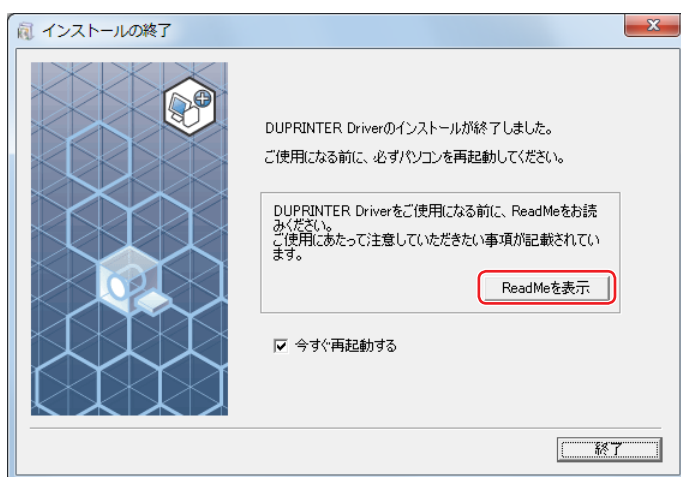 インストールの終了
DUPRINTER Driverのインストールが終了しました。
ご使用になる前に、必ずパソコンを再起動してください。
DUPRINTER Driverをご使用になる前に、ReadMeをお読
みください。
ご使用にあたって注意していただきたい事項が記載されてい
ます。
ReadMeを表示
今すぐ再起動する
終了